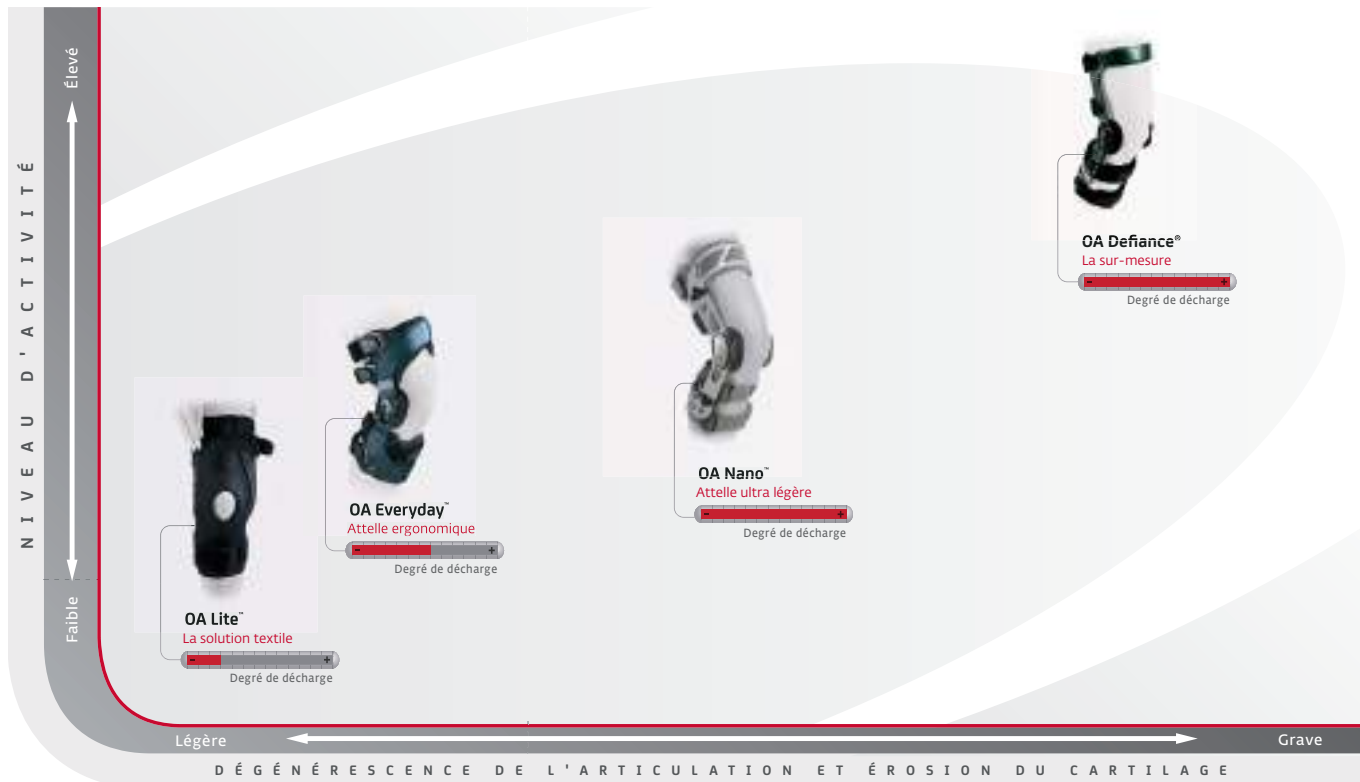 Élevé
NIVEAU D'ACTIVITÉ
Faible
OA Defiance®
La sur-mesure
- +
Degré de décharge
OA Nano™
Attelle ultra légère
- +
Degré de décharge
OA Everyday™
Attelle ergonomique
- +
Degré de décharge
OA Lite™
La solution textile
- +
Degré de décharge
Légère
Grave
DÉGÉNÉRESCENCE DE L'ARTICULATION ET ÉROSION DU CARTILAGE